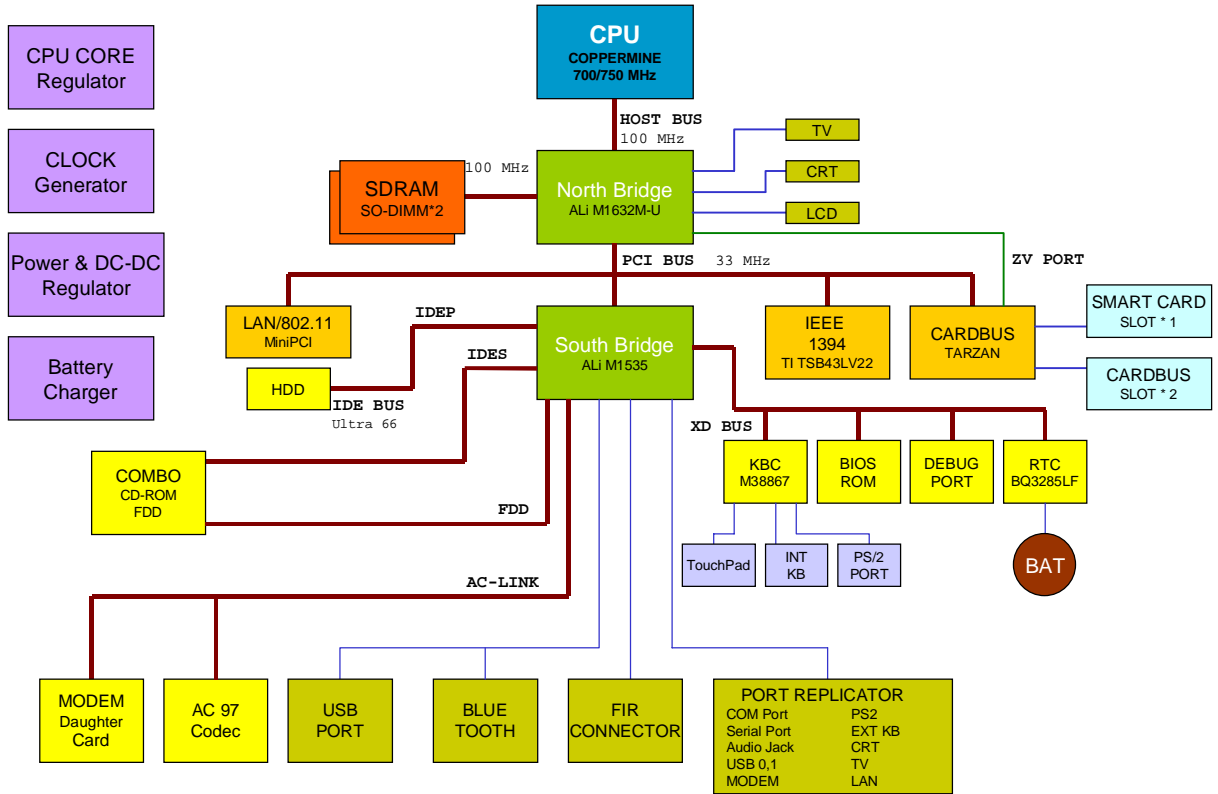 CPU CORE
Regulator
CLOCK
Generator
Power & DC-DC
Regulator
Battery
Charger
CPU
COPPERMINE
700/750 MHz
HOST BUS
100 MHz
100 MHz
SDRAM
SO-DIMM*2
North Bridge
ALi M1632M-U
TV
CRT
LCD
PCI BUS 33 MHz
ZV PORT
LAN/802.11
MiniPCI
IDEP
IDES
South Bridge
ALi M1535
IEEE
1394
TI TSB43LV22
CARDBUS
TARZAN
SMART CARD
SLOT * 1
CARDBUS
SLOT * 2
HDD
IDE BUS
Ultra 66
XD BUS
COMBO
CD-ROM
FDD
FDD
KBC
M38867
BIOS
ROM
DEBUG
PORT
RTC
BQ3285LF
TouchPad
INT
KB
PS/2
PORT
BAT
AC-LINK
MODEM
Daughter
Card
AC 97
Codec
USB
PORT
BLUE
TOOTH
FIR
CONNECTOR
PORT REPLICATOR
COM Port PS2
Serial Port EXT KB
Audio Jack CRT
USB 0,1 TV
MODEM LAN